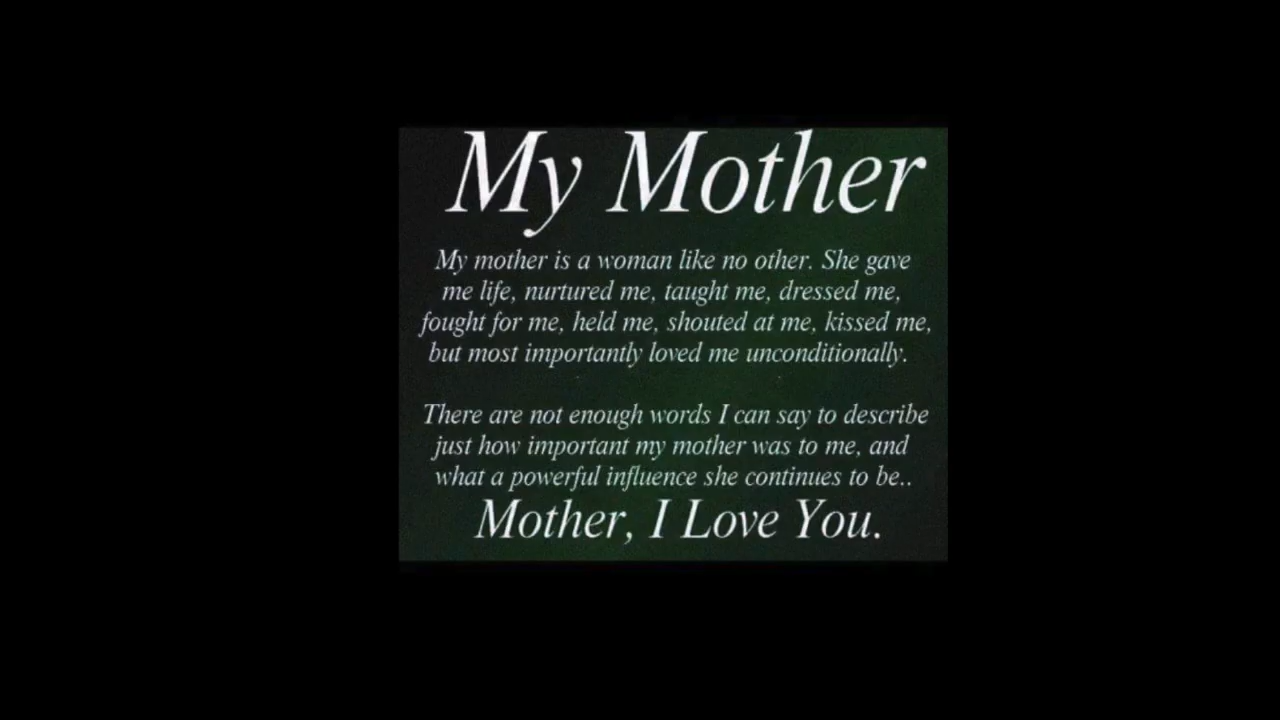 My Mother
My mother is a woman like no other. She gave
me life, nurtured me, taught me, dressed me,
fought for me, held me, shouted at me, kissed me,
but most importantly loved me unconditionally.
There are not enough words I can say to describe
just how important my mother was to me, and
what a powerful influence she continues to be..
Mother, I Love You.